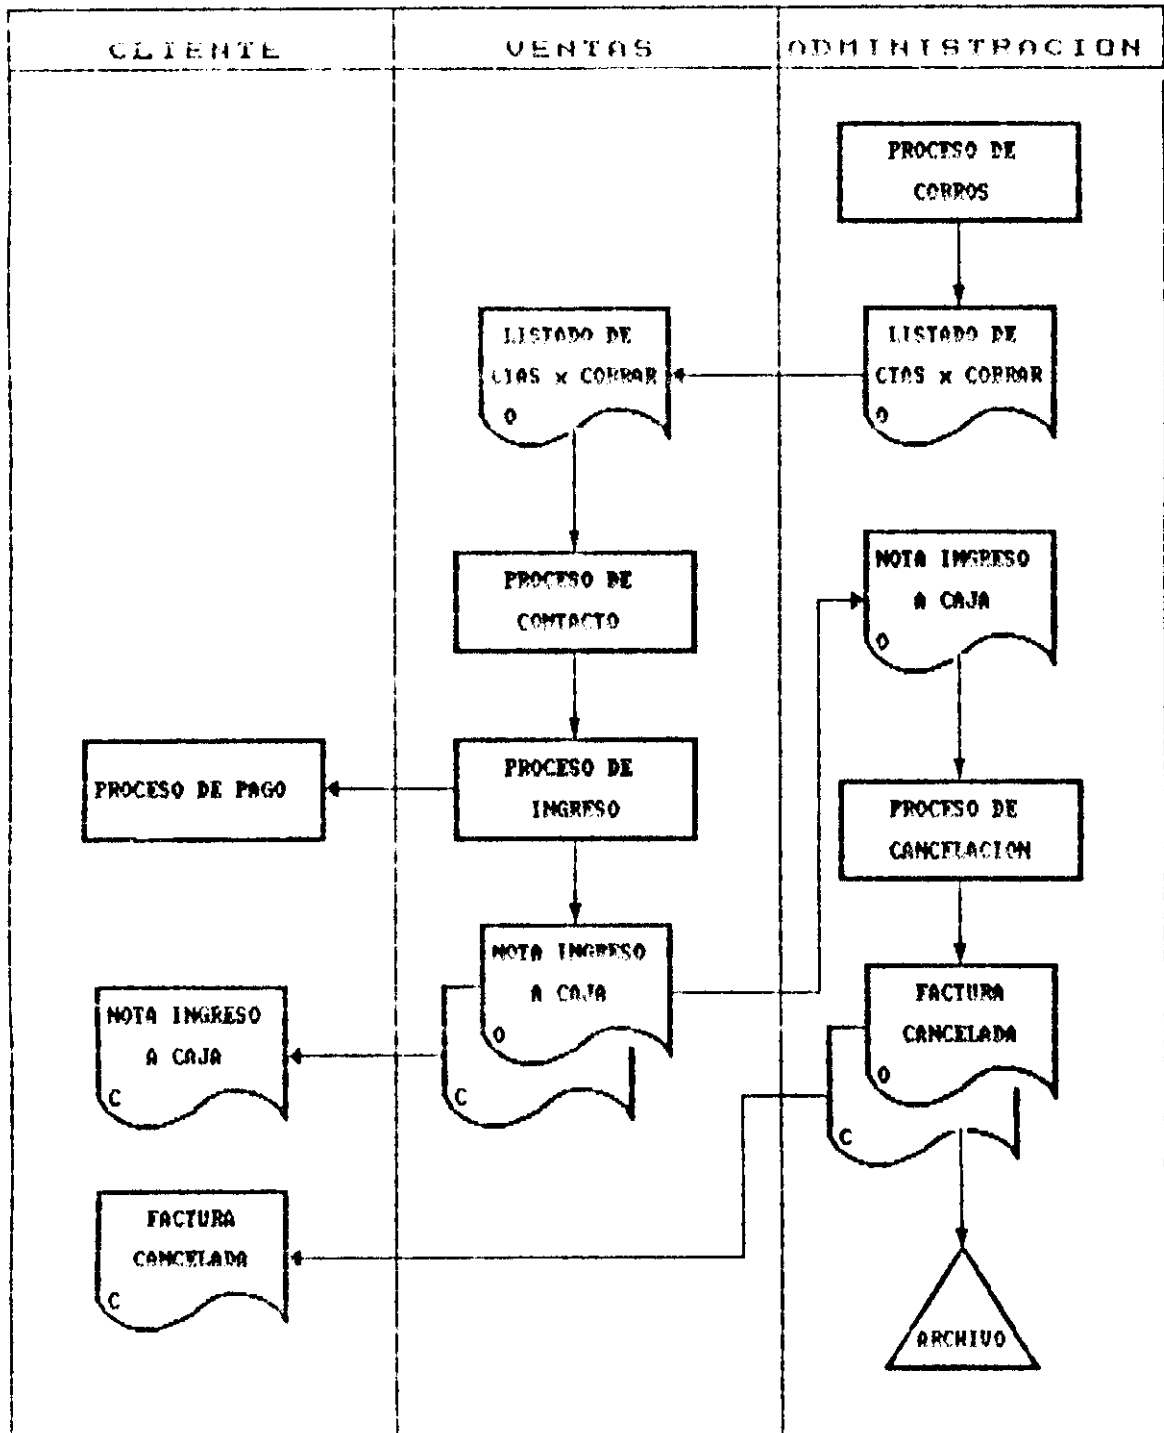 CLIENTE
VENTAS
ADMINISTRACION
PROCESO DE
COBROS
LISTADO DE
CTAS x COBRAR
O
LISTADO DE
CTAS x COBRAR
O
PROCESO DE
CONTACTO
NOTA INGRESO
A CAJA
O
PROCESO DE PAGO
PROCESO DE
INGRESO
PROCESO DE
CANCELACION
NOTA INGRESO
A CAJA
O
C
FACTURA
CANCELADA
O
C
NOTA INGRESO
A CAJA
C
FACTURA
CANCELADA
C
ARCHIVO